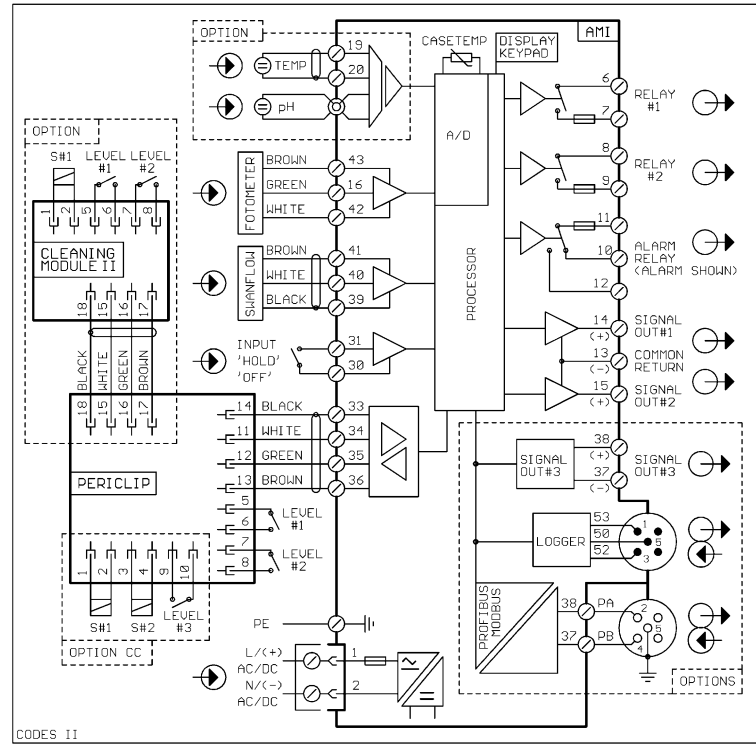 OPTION
AMI
19
CASETEMP
DISPLAY
KEYPAD
TEMP
20
pH
A/D
6
7
RELAY
#1
8
9
RELAY
#2
11
10
12
ALARM
RELAY
(ALARM SHOWN)
OPTION
S#1
LEVEL
#1
LEVEL
#2
1
2
5
6
7
8
CLEANING
MODULE II
18
15
16
17
BLACK
WHITE
GREEN
BROWN
18
15
16
17
FOTOMETER
BROWN
43
GREEN
16
WHITE
42
SWANFLOW
BROWN
41
WHITE
40
BLACK
39
INPUT
'HOLD'
'OFF'
31
30
PROCESSOR
14
(+)
SIGNAL
OUT#1
13
(-)
COMMON
RETURN
15
(+)
SIGNAL
OUT#2
14
BLACK
33
11
WHITE
34
12
GREEN
35
13
BROWN
36
PERICLIP
5
6
LEVEL
#1
7
8
LEVEL
#2
1
2
3
4
9
10
S#1
S#2
LEVEL
#3
OPTION CC
SIGNAL
OUT#3
38
(+)
37
(-)
SIGNAL
OUT#3
LOGGER
53
50
52
1
5
3
PROFIBUS
MODBUS
38
PA
37
PB
2
5
4
OPTIONS
PE
L/(+)
AC/DC
1
N/(-)
AC/DC
2
CODES II